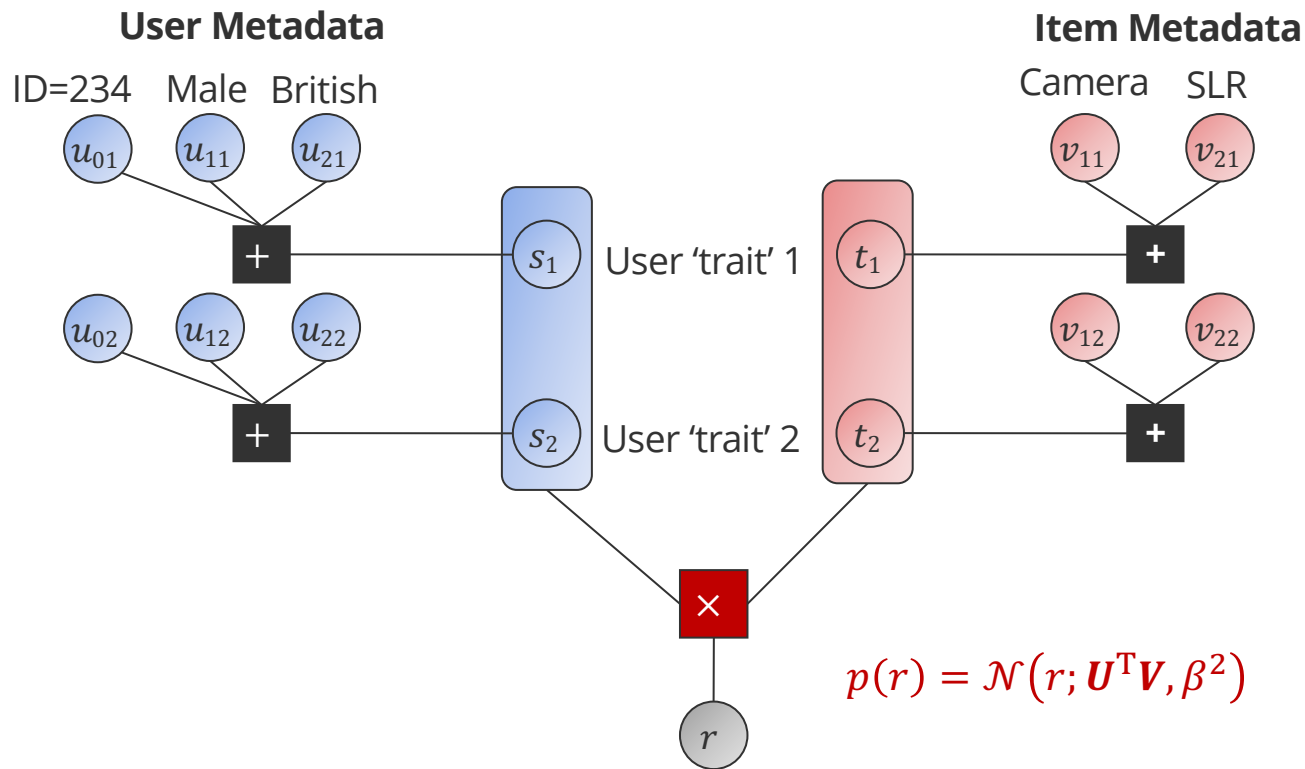 User Metadata
Item Metadata
ID=234 Male British
Camera SLR
u₀₁ u₁₁ u₂₁
v₁₁ v₂₁
+ s₁ User ‘trait’ 1 t₁ +
u₀₂ u₁₂ u₂₂
v₁₂ v₂₂
+ s₂ User ‘trait’ 2 t₂ +
×
p(r) = 𝒩(r; UᵀV, β²)
r